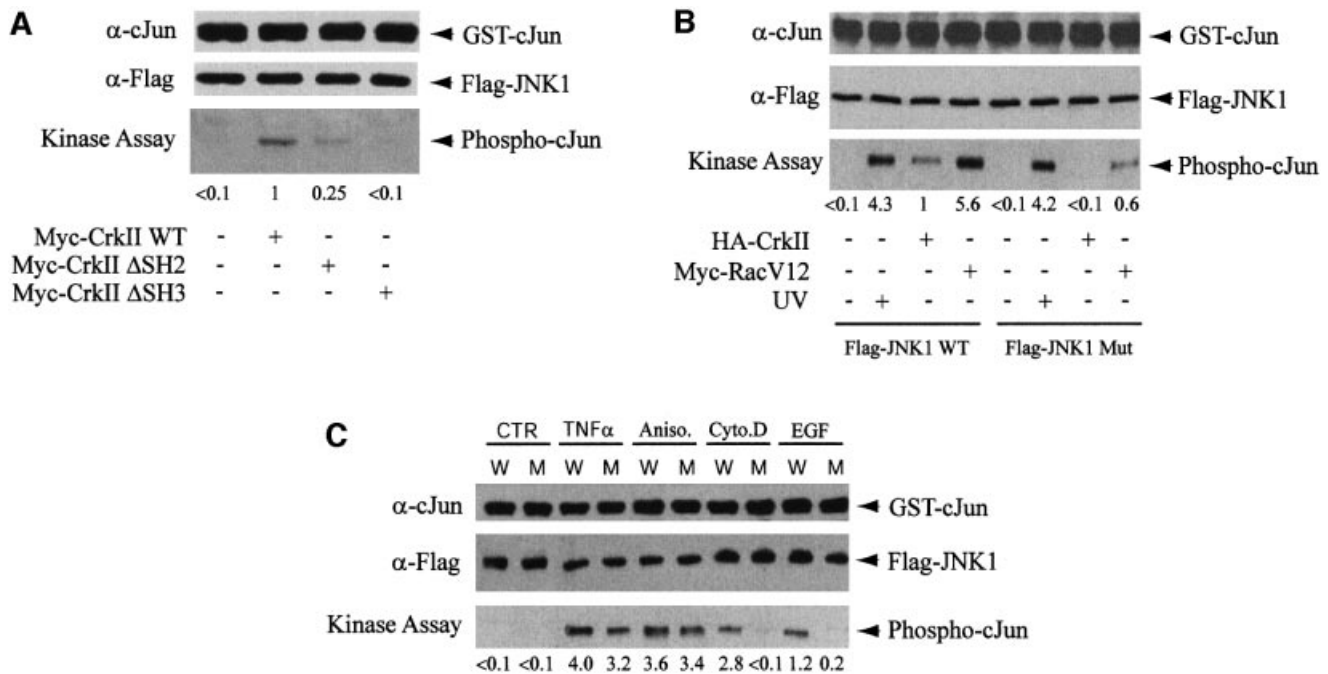 A
α-cJun GST-cJun
α-Flag Flag-JNK1
Kinase Assay Phospho-cJun
<0.1 1 0.25 <0.1
Myc-CrkII WT - + - -
Myc-CrkII ΔSH2 - - + -
Myc-CrkII ΔSH3 - - - +
B
α-cJun GST-cJun
α-Flag Flag-JNK1
Kinase Assay Phospho-cJun
<0.1 4.3 1 5.6 <0.1 4.2 <0.1 0.6
HA-CrkII - - + - - - + -
Myc-RacV12 - - - + - - - +
UV - + - - - + - -
Flag-JNK1 WT Flag-JNK1 Mut
C
CTR TNFα Aniso. Cyto.D EGF
W M W M W M W M W M
α-cJun GST-cJun
α-Flag Flag-JNK1
Kinase Assay Phospho-cJun
<0.1 <0.1 4.0 3.2 3.6 3.4 2.8 <0.1 1.2 0.2